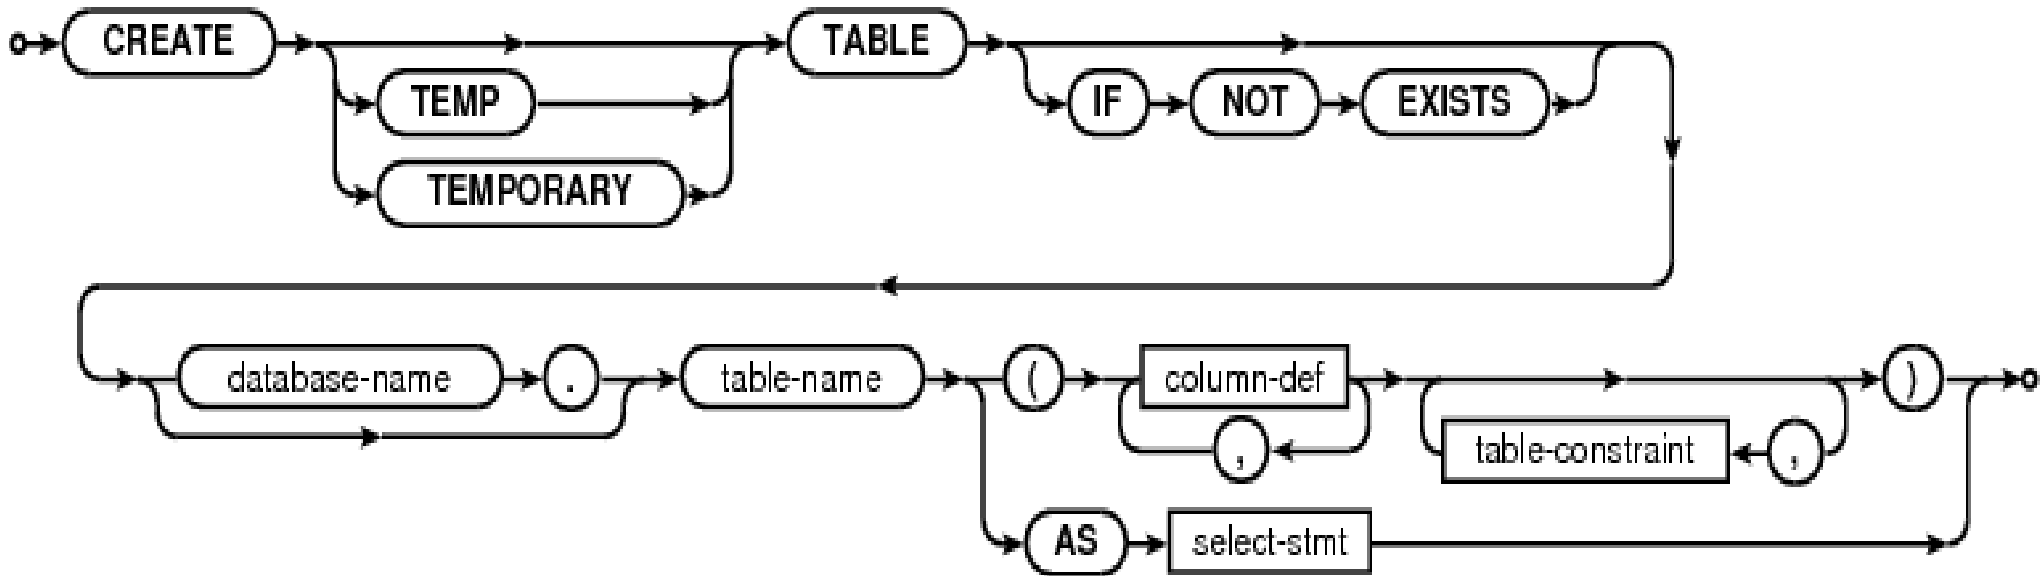 CREATE TABLE
TEMP IF NOT EXISTS
TEMPORARY
database-name . table-name ( column-def )
, table-constraint ,
AS select-stmt